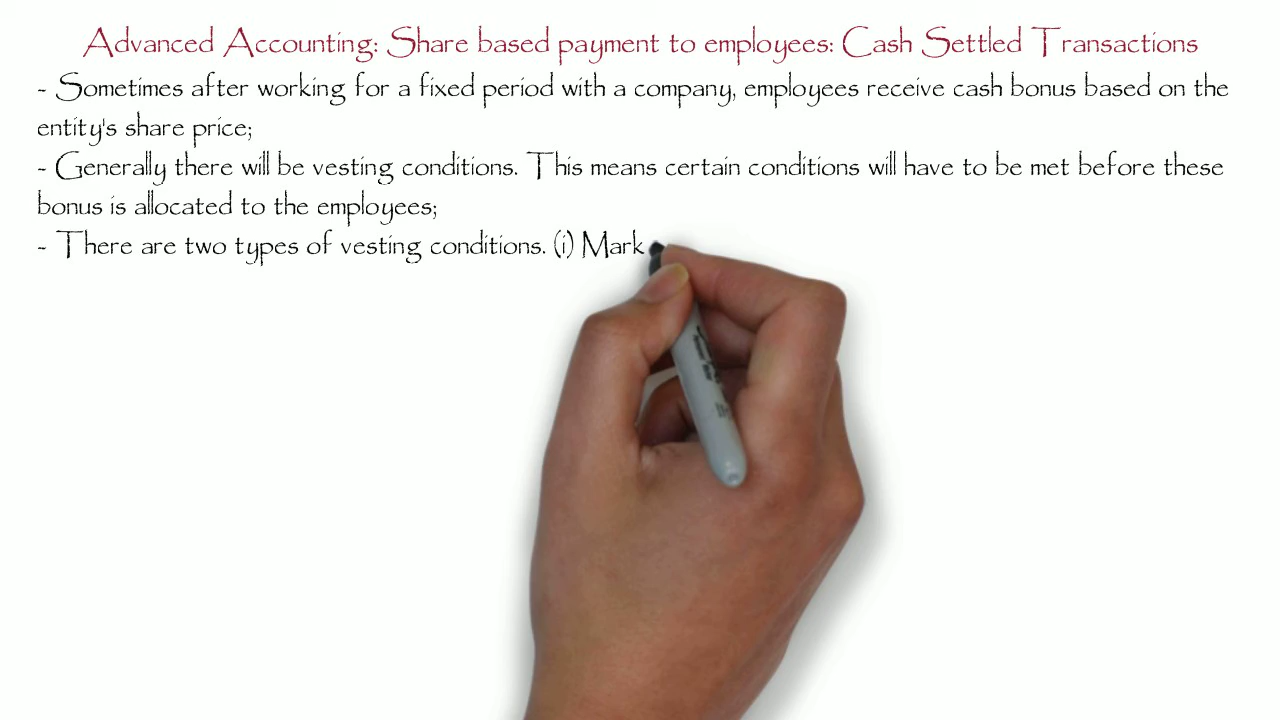 Advanced Accounting: Share based payment to employees: Cash Settled Transactions
- Sometimes after working for a fixed period with a company, employees receive cash bonus based on the
entity's share price;
- Generally there will be vesting conditions. This means certain conditions will have to be met before these
bonus is allocated to the employees;
- There are two types of vesting conditions. (i) Mark